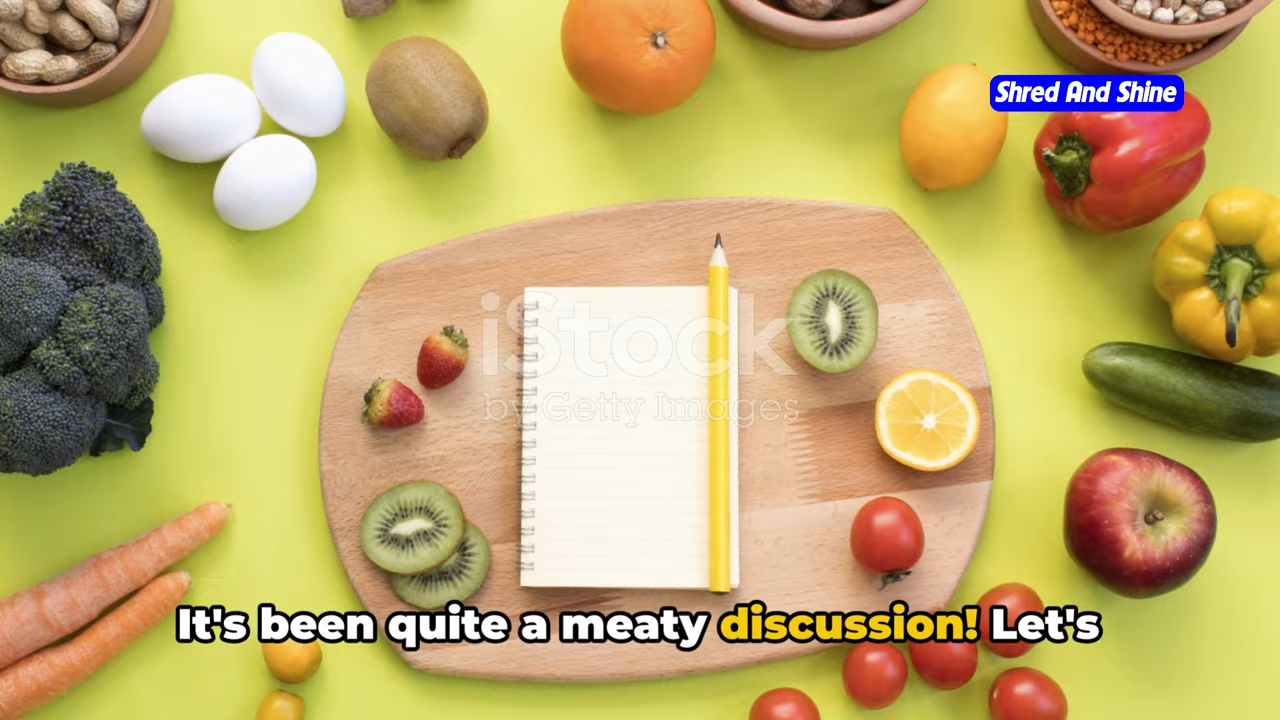 Shred And Shine
iStock
by Getty Images
It's been quite a meaty discussion! Let's